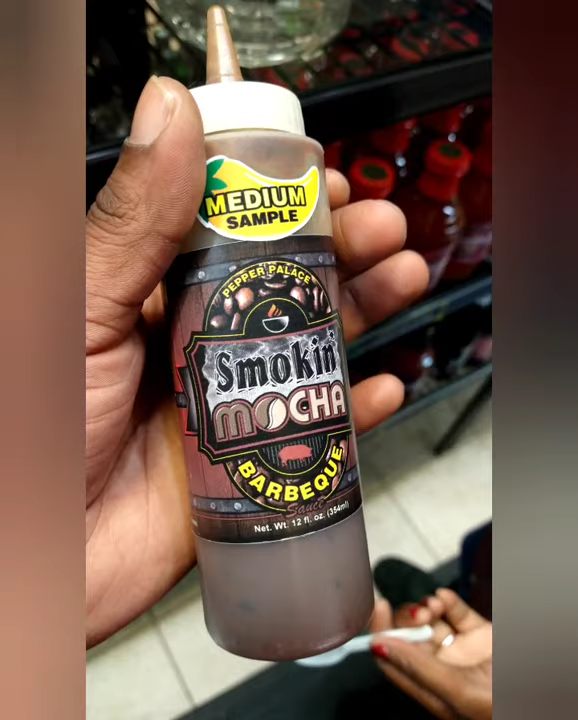 MEDIUM
SAMPLE
PEPPER PALACE
Smokin'
MOCHA
BARBEQUE
Sauce
Net. Wt. 12 fl. oz. (354ml)